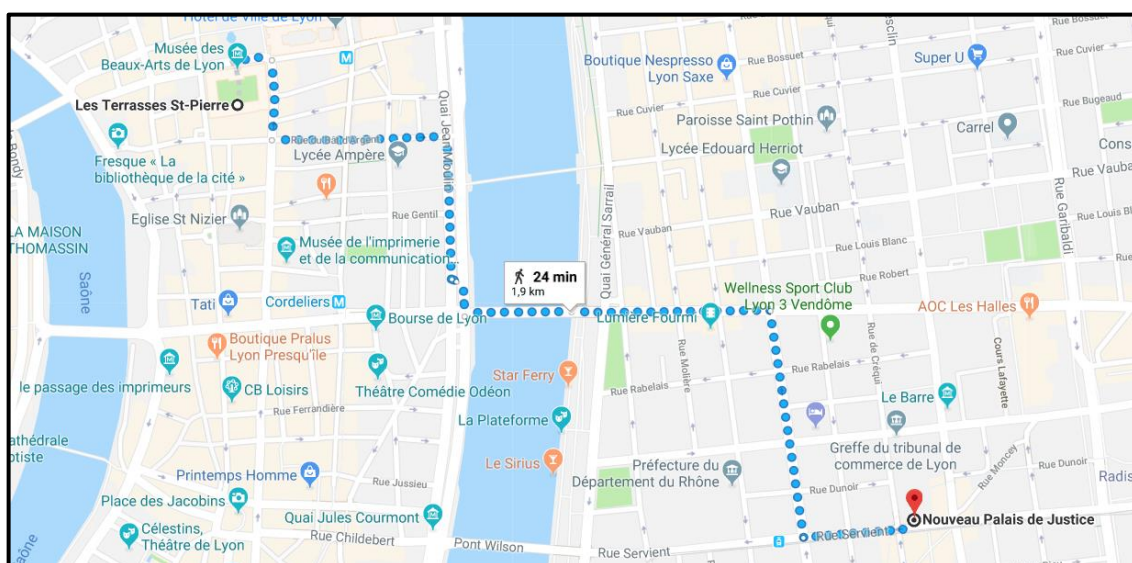 Hôtel de Ville de Lyon
Musée des
Beaux-Arts de Lyon
Les Terrasses St-Pierre
Fresque « La
bibliothèque de la cité »
Bondy
LA MAISON
THOMASSIN
Saône
Eglise St Nizier
Lycée Ampère
Quai Jean Moulin
Rue Gentil
Musée de l'imprimerie
et de la communication...
Tati
Cordeliers
M
Bourse de Lyon
Boutique Pralus
Lyon Presqu'île
le passage des imprimeurs
CB Loisirs
Théâtre Comédie Odéon
Rue Ferrandière
Printemps Homme
Rue Jussieu
Place des Jacobins
Quai Jules Courmont
Célestins,
Théâtre de Lyon
Rue Childebert
Pont Wilson
24 min
1,9 km
Star Ferry
La Plateforme
Le Sirius
Quai Général Sarrail
Boutique Nespresso
Lyon Saxe
Rue Bossuet
Rue Bossuet
Super U
Rue Cuvier
Rue Cuvier
Rue Bugeaud
Paroisse Saint Pothin
Carrel
Lycée Edouard Herriot
Rue Vauban
Rue Vauban
Rue Garibaldi
Rue Louis Blanc
Rue Louis Bl
Rue Robert
Wellness Sport Club
Lyon 3 Vendôme
Lumière Fourmi
AOC Les Halles
Rue Molière
Rue Rabelais
Rue Rabelais
Rue de Créqui
Cours Lafayette
Le Barre
Greffe du tribunal de
commerce de Lyon
Préfecture du
Département du Rhône
Rue Moncey
Rue Dunoir
Rue Dunoir
Radis
Nouveau Palais de Justice
Rue Servient
Rue Servient